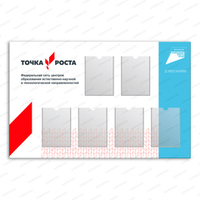 ТОЧКА РОСТА
Федеральная сеть центров
образования естественно-научной
и технологической направленностей